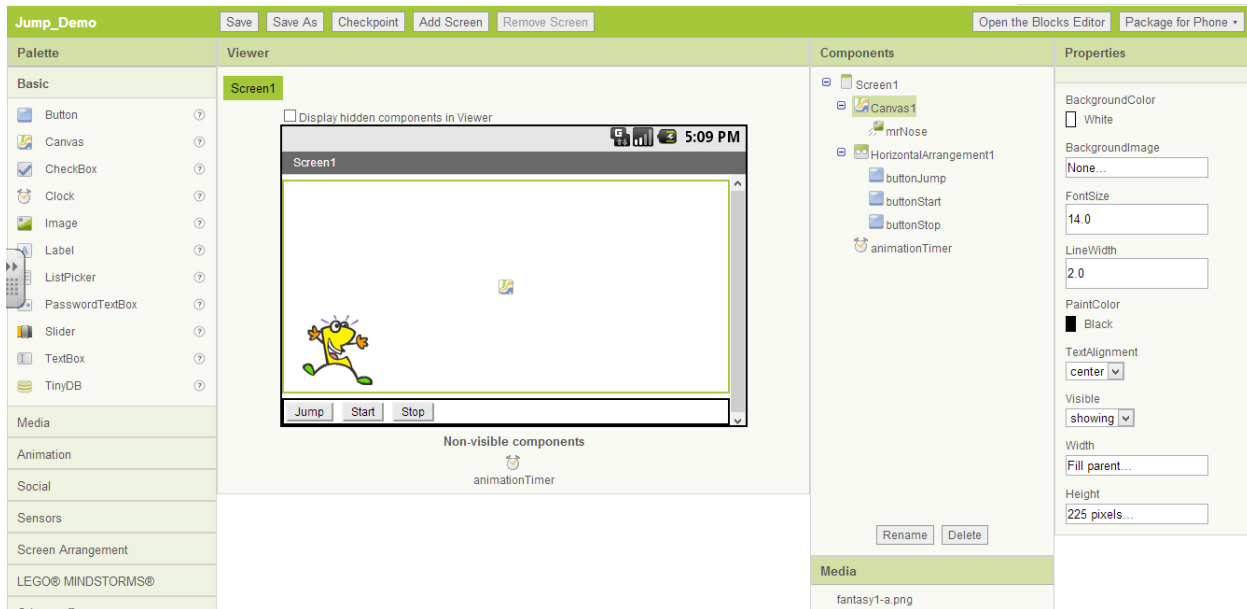 Jump_Demo
Save Save As Checkpoint Add Screen Remove Screen
Open the Blocks Editor Package for Phone
Palette
Basic
Button
Canvas
CheckBox
Clock
Image
Label
ListPicker
PasswordTextBox
Slider
TextBox
TinyDB
Media
Animation
Social
Sensors
Screen Arrangement
LEGO® MINDSTORMS®
Viewer
Screen1
Display hidden components in Viewer
5:09 PM
Screen1
Jump Start Stop
Non-visible components
animationTimer
Components
Screen1
Canvas1
mrNose
HorizontalArrangement1
buttonJump
buttonStart
buttonStop
animationTimer
Rename Delete
Media
fantasy1-a.png
Properties
BackgroundColor
White
BackgroundImage
None...
FontSize
14.0
LineWidth
2.0
PaintColor
Black
TextAlignment
center
Visible
showing
Width
Fill parent...
Height
225 pixels...